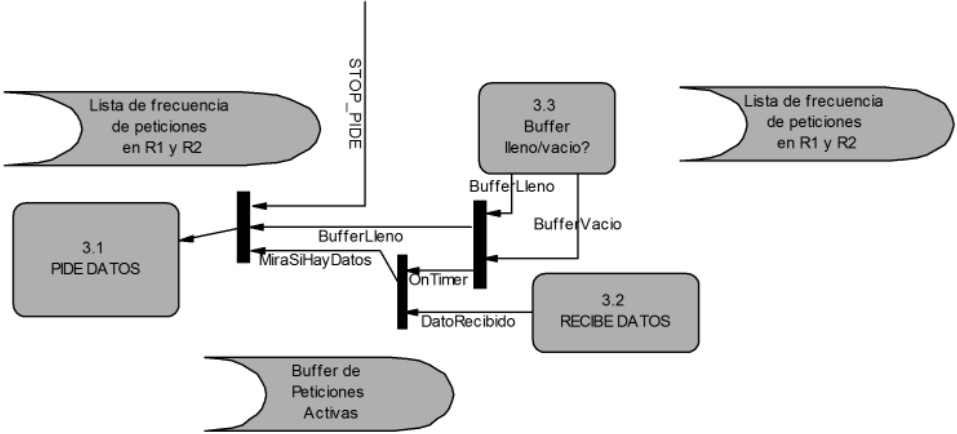 STOP_PIDE
Lista de frecuencia
de peticiones
en R1 y R2
3.3
Buffer
lleno/vacio?
Lista de frecuencia
de peticiones
en R1 y R2
BufferLleno
BufferVacio
3.1
PIDE DATOS
BufferLleno
MiraSiHayDatos
OnTimer
DatoRecibido
3.2
RECIBE DATOS
Buffer de
Peticiones
Activas